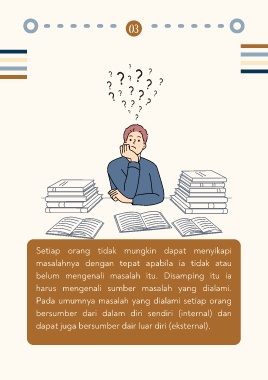 03
Setiap orang tidak mungkin dapat menyikapi
masalahnya dengan tepat apabila ia tidak atau
belum mengenali masalah itu. Disamping itu ia
harus mengenali sumber masalah yang dialami.
Pada umumnya masalah yang dialami setiap orang
bersumber dari dalam diri sendiri (internal) dan
dapat juga bersumber dair luar diri (eksternal).